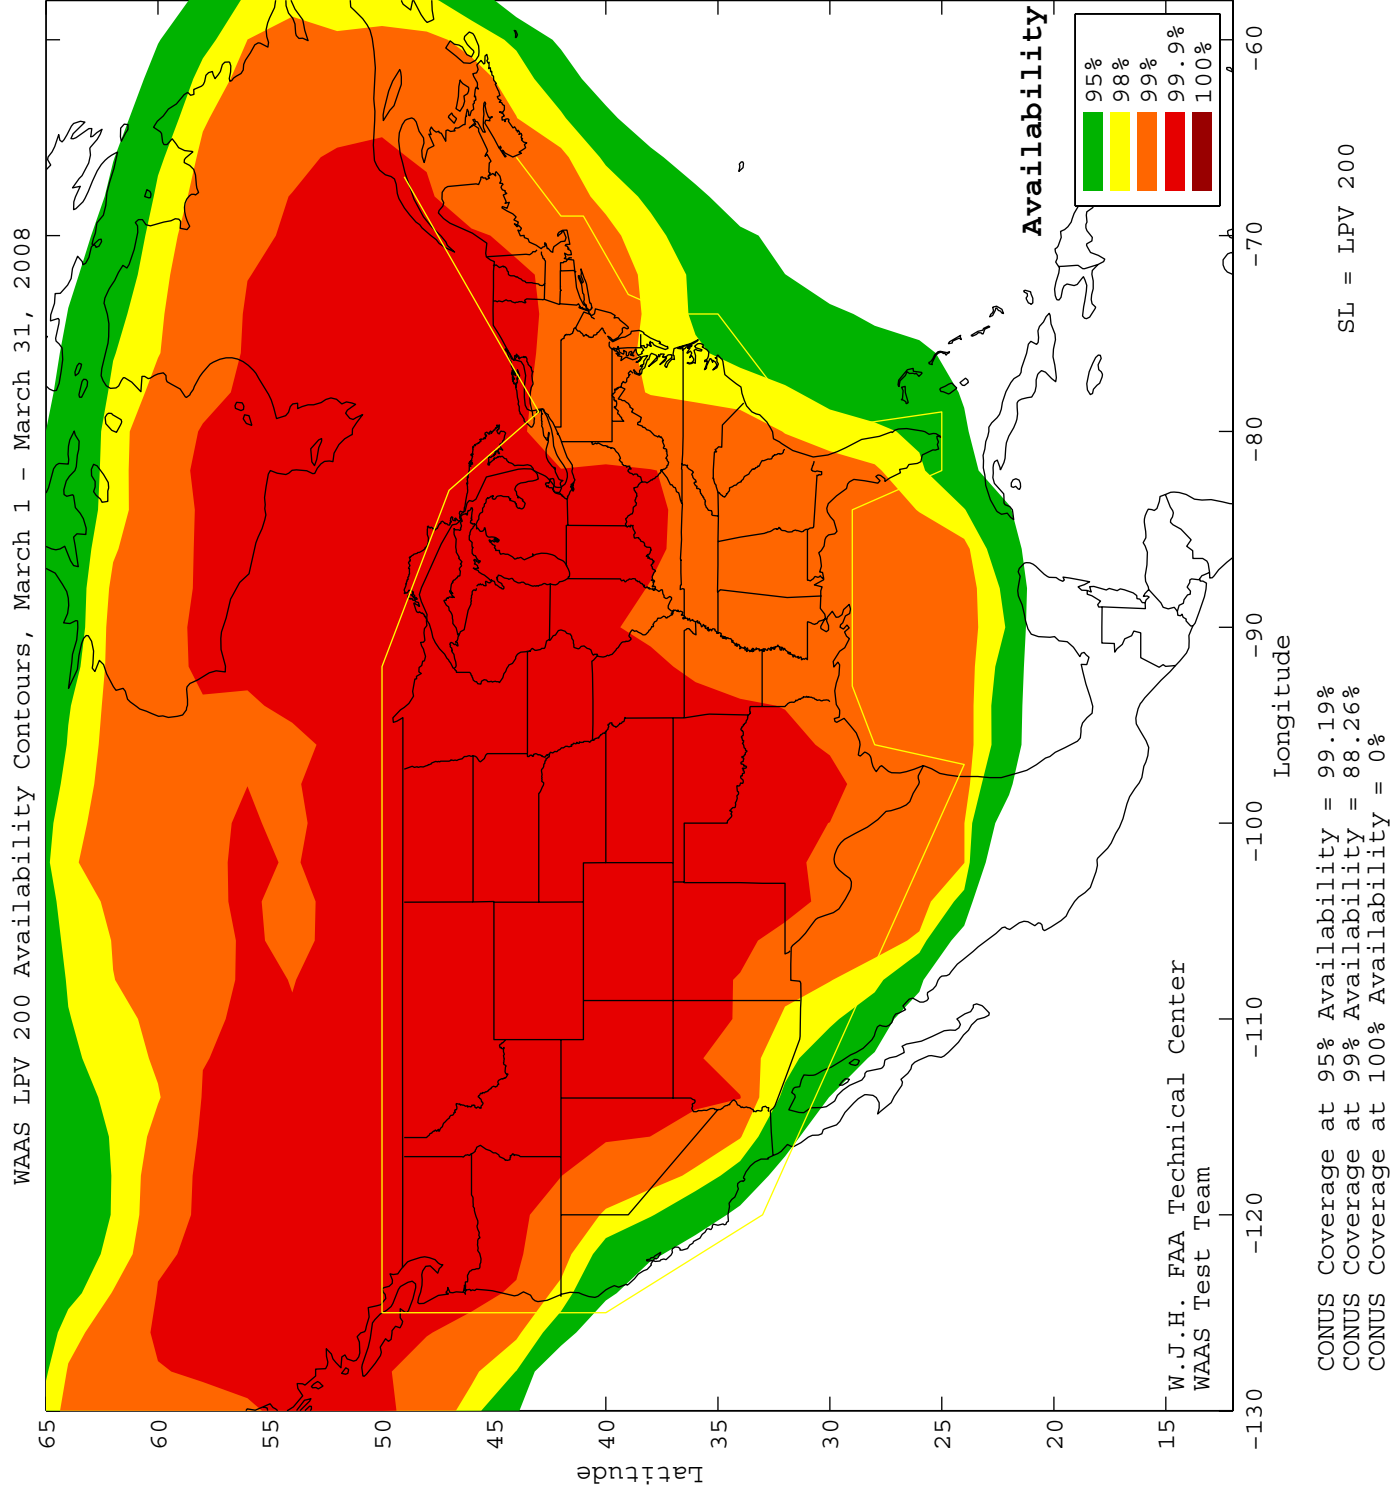 WAAS LPV 200 Availability Contours, March 1 - March 31, 2008
Latitude
65
60
55
50
45
40
35
30
25
20
15
-130
-120
-110
-100
-90
-80
-70
-60
Longitude
Availability
95%
98%
99%
99.9%
100%
W.J.H. FAA Technical Center
WAAS Test Team
CONUS Coverage at 95% Availability = 99.19%
CONUS Coverage at 99% Availability = 88.26%
CONUS Coverage at 100% Availability = 0%
SL = LPV 200